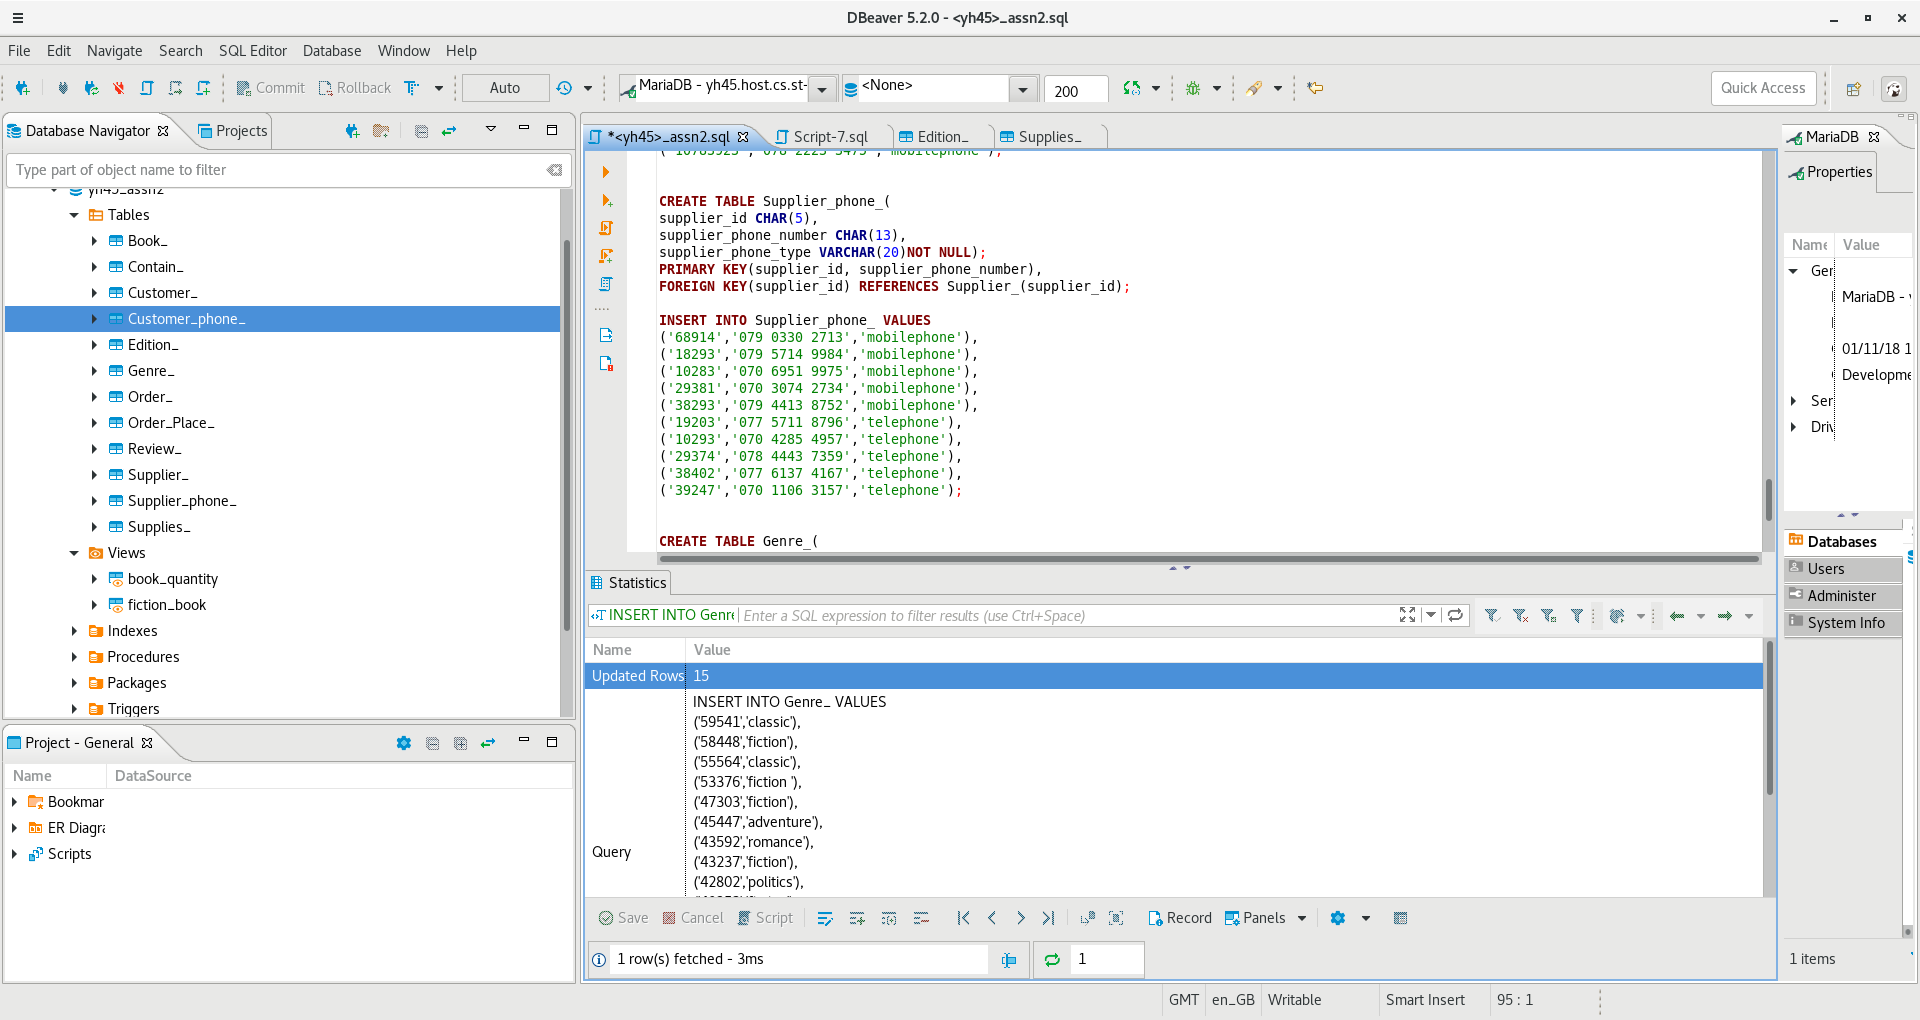 DBeaver 5.2.0 - <yh45>_assn2.sql
File Edit Navigate Search SQL Editor Database Window Help
Commit Rollback Auto MariaDB - yh45.host.cs.st- <None> 200 Quick Access
Database Navigator Projects
Type part of object name to filter
yh45_assn2
Tables
Book_
Contain_
Customer_
Customer_phone_
Edition_
Genre_
Order_
Order_Place_
Review_
Supplier_
Supplier_phone_
Supplies_
Views
book_quantity
fiction_book
Indexes
Procedures
Packages
Triggers
Project - General
Name DataSource
Bookmar
ER Diagra
Scripts
*<yh45>_assn2.sql Script-7.sql Edition_ Supplies_
CREATE TABLE Supplier_phone_(
supplier_id CHAR(5),
supplier_phone_number CHAR(13),
supplier_phone_type VARCHAR(20)NOT NULL);
PRIMARY KEY(supplier_id, supplier_phone_number),
FOREIGN KEY(supplier_id) REFERENCES Supplier_(supplier_id);
INSERT INTO Supplier_phone_ VALUES
('68914','079 0330 2713','mobilephone'),
('18293','079 5714 9984','mobilephone'),
('10283','070 6951 9975','mobilephone'),
('29381','070 3074 2734','mobilephone'),
('38293','079 4413 8752','mobilephone'),
('19203','077 5711 8796','telephone'),
('10293','070 4285 4957','telephone'),
('29374','078 4443 7359','telephone'),
('38402','077 6137 4167','telephone'),
('39247','070 1106 3157','telephone');
CREATE TABLE Genre_(
Statistics
INSERT INTO Genre Enter a SQL expression to filter results (use Ctrl+Space)
Name Value
Updated Rows 15
Query
INSERT INTO Genre_ VALUES
('59541','classic'),
('58448','fiction'),
('55564','classic'),
('53376','fiction '),
('47303','fiction'),
('45447','adventure'),
('43592','romance'),
('43237','fiction'),
('42802','politics'),
Save Cancel Script Record Panels
1 row(s) fetched - 3ms 1
MariaDB
Properties
Name Value
Ger
MariaDB -
01/11/18 1
Developme
Ser
Driv
Databases
Users
Administer
System Info
1 items
GMT en_GB Writable Smart Insert 95 : 1